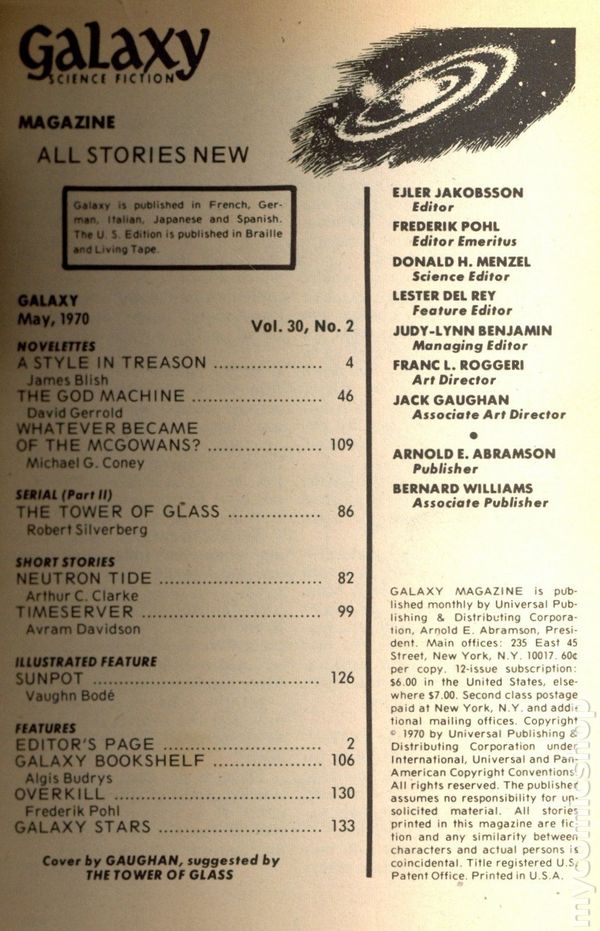 Galaxy
SCIENCE FICTION
MAGAZINE
ALL STORIES NEW
Galaxy is published in French, Ger-
man, Italian, Japanese and Spanish.
The U. S. Edition is published in Braille
and Living Tape.
GALAXY
May, 1970
Vol. 30, No. 2
NOVELETTES
A STYLE IN TREASON .................. 4
James Blish
THE GOD MACHINE ..................... 46
David Gerrold
WHATEVER BECAME
OF THE MCGOWANS? ................... 109
Michael G. Coney
SERIAL (Part II)
THE TOWER OF GLASS ................ 86
Robert Silverberg
SHORT STORIES
NEUTRON TIDE .......................... 82
Arthur C. Clarke
TIMESERVER ............................ 99
Avram Davidson
ILLUSTRATED FEATURE
SUNPOT .................................. 126
Vaughn Bodé
FEATURES
EDITOR'S PAGE ......................... 2
GALAXY BOOKSHELF .................. 106
Algis Budrys
OVERKILL ................................ 130
Frederik Pohl
GALAXY STARS .......................... 133
Cover by GAUGHAN, suggested by
THE TOWER OF GLASS
EJLER JAKOBSSON
Editor
FREDERIK POHL
Editor Emeritus
DONALD H. MENZEL
Science Editor
LESTER DEL REY
Feature Editor
JUDY-LYNN BENJAMIN
Managing Editor
FRANC L. ROGGERI
Art Director
JACK GAUGHAN
Associate Art Director
●
ARNOLD E. ABRAMSON
Publisher
BERNARD WILLIAMS
Associate Publisher
GALAXY MAGAZINE is pub-
lished monthly by Universal Pub-
lishing & Distributing Corpora-
tion, Arnold E. Abramson, Presi-
dent. Main offices: 235 East 45
Street, New York, N.Y. 10017. 60¢
per copy. 12-issue subscription:
$6.00 in the United States, else-
where $7.00. Second class postage
paid at New York, N.Y. and addi-
tional mailing offices. Copyright
© 1970 by Universal Publishing &
Distributing Corporation under
International, Universal and Pan-
American Copyright Conventions.
All rights reserved. The publisher
assumes no responsibility for un-
solicited material. All stories
printed in this magazine are fic-
tion and any similarity between
characters and actual persons is
coincidental. Title registered U.S.
Patent Office. Printed in U.S.A.
mycomicshop